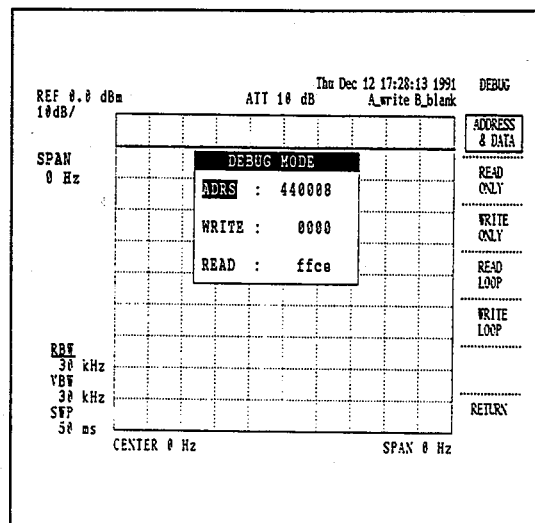 Thu Dec 12 17:28:13 1991
REF 0.0 dBm ATT 10 dB A_write B_blank
10dB/
SPAN
0 Hz
DEBUG MODE
ADRS : 440008
WRITE : 0000
READ : ffce
RBW
30 kHz
VBW
30 kHz
SWP
50 ms
CENTER 0 Hz SPAN 0 Hz
DEBUG
ADDRESS
& DATA
READ
ONLY
WRITE
ONLY
READ
LOOP
WRITE
LOOP
RETURN